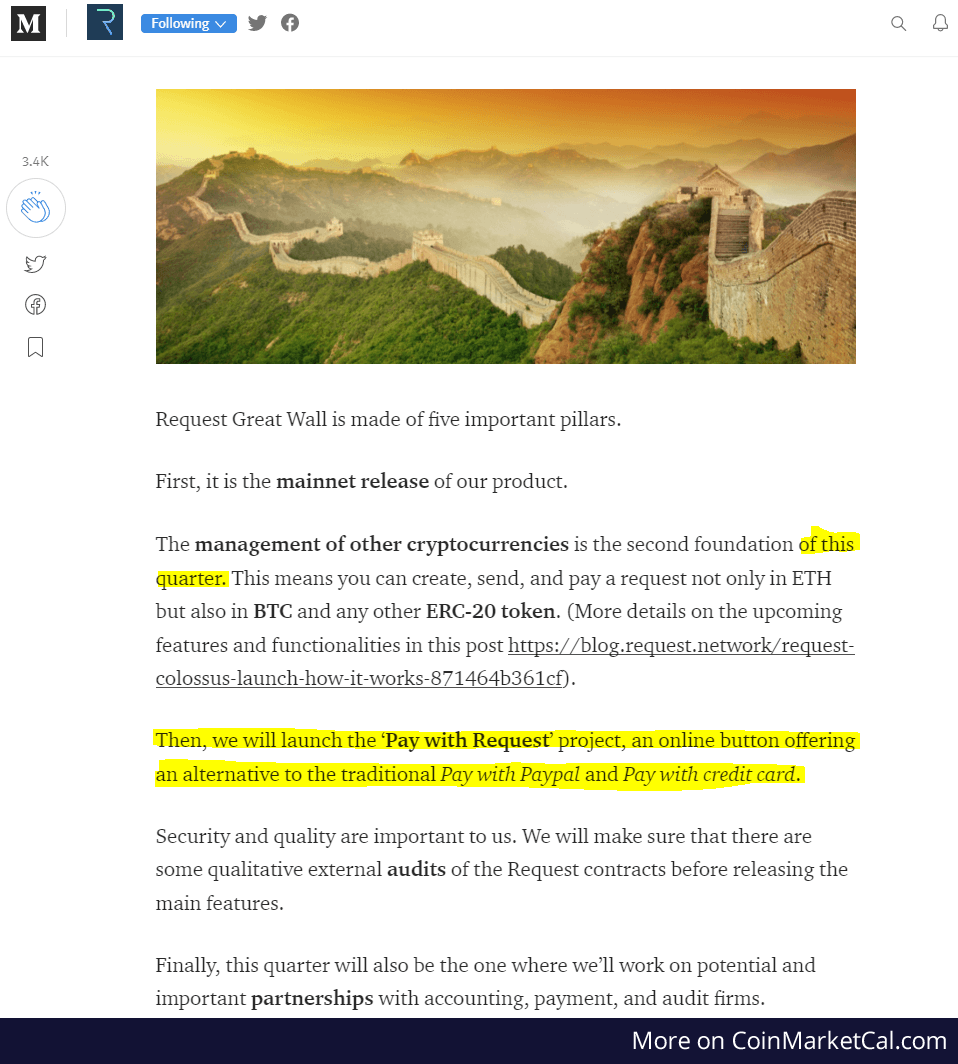 M
Following
3.4K
Request Great Wall is made of five important pillars.
First, it is the mainnet release of our product.
The management of other cryptocurrencies is the second foundation of this
quarter. This means you can create, send, and pay a request not only in ETH
but also in BTC and any other ERC-20 token. (More details on the upcoming
features and functionalities in this post https://blog.request.network/request-
colossus-launch-how-it-works-871464b361cf).
Then, we will launch the ‘Pay with Request’ project, an online button offering
an alternative to the traditional Pay with Paypal and Pay with credit card.
Security and quality are important to us. We will make sure that there are
some qualitative external audits of the Request contracts before releasing the
main features.
Finally, this quarter will also be the one where we’ll work on potential and
important partnerships with accounting, payment, and audit firms.
More on CoinMarketCal.com